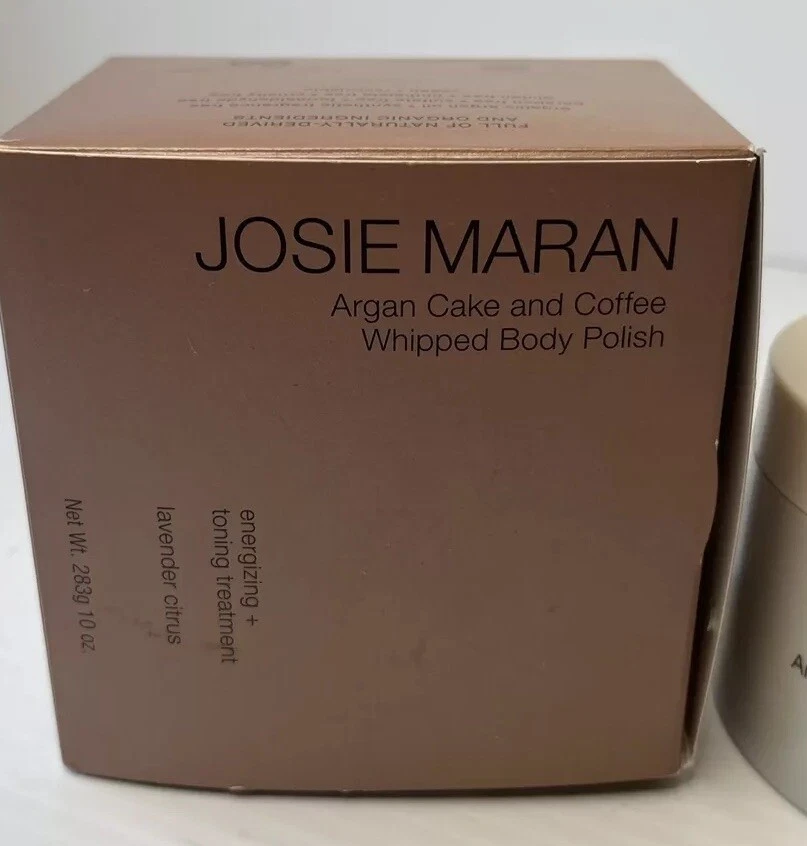 FULL OF NATURALLY-DERIVED
AND ORGANIC INGREDIENTS
JOSIE MARAN
Argan Cake and Coffee
Whipped Body Polish
energizing +
toning treatment
lavender citrus
Net Wt. 283g 10 oz.